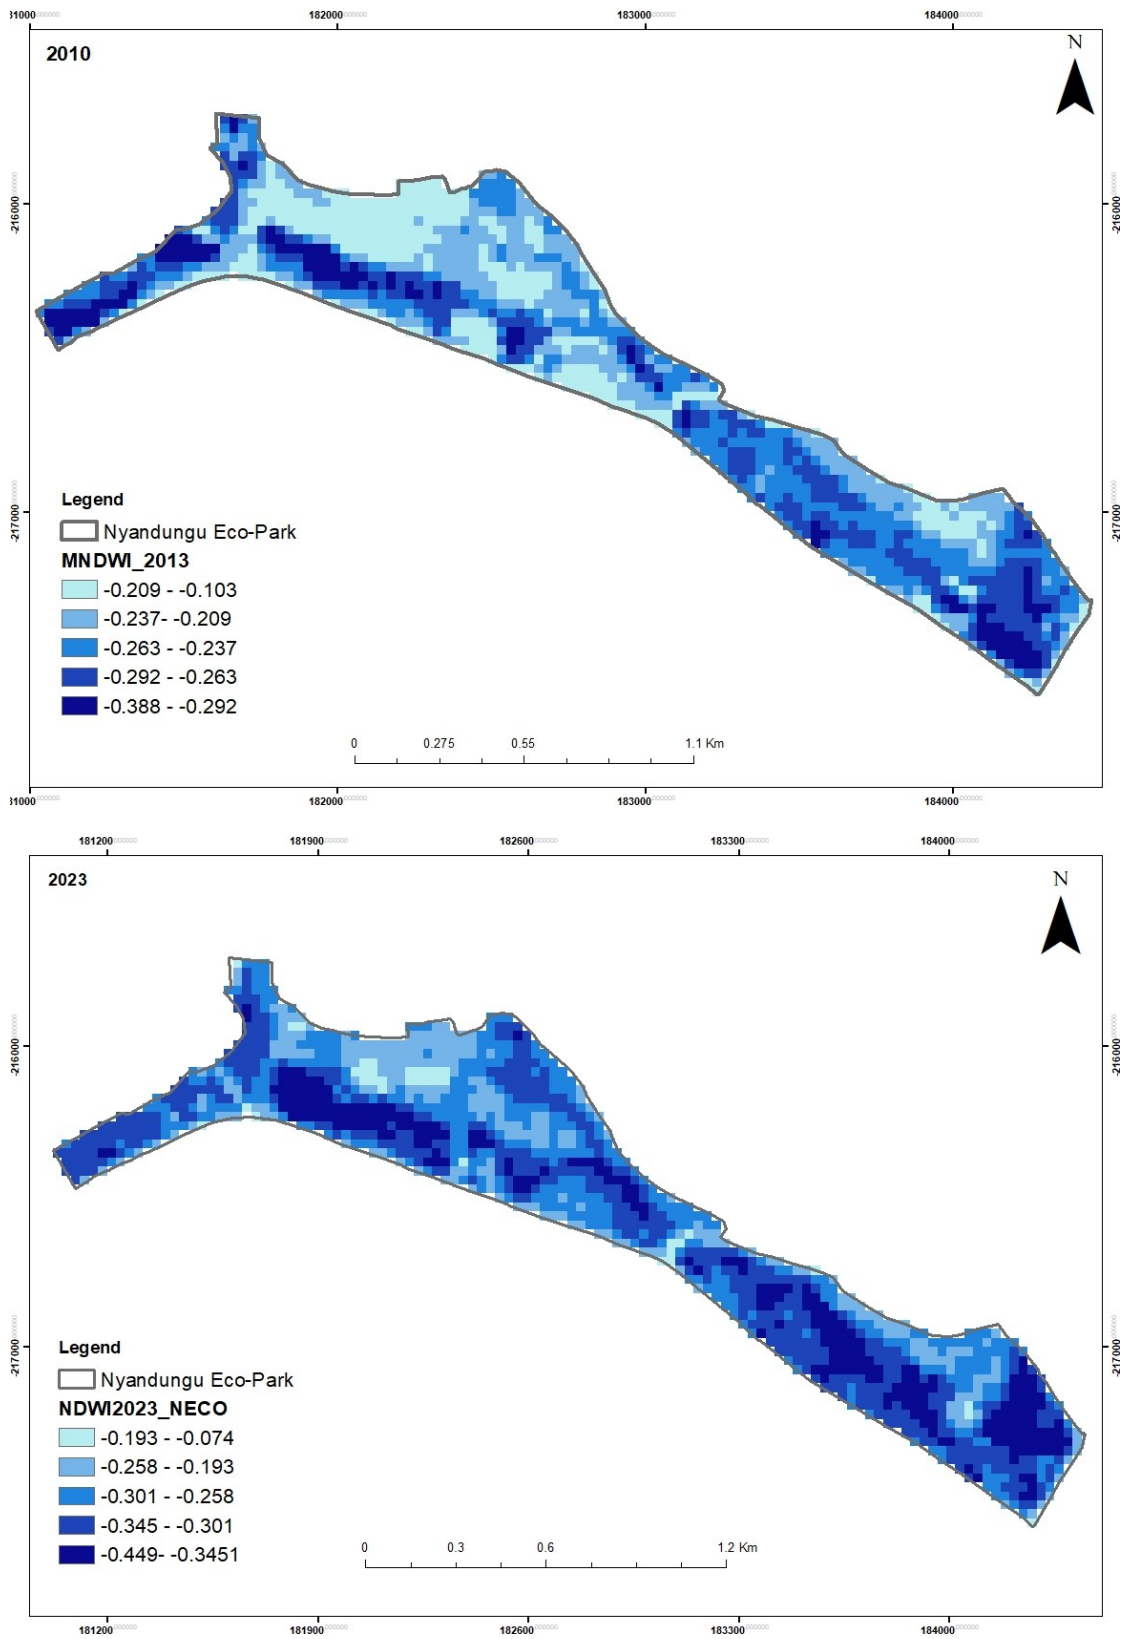 31000 182000 183000 184000
2010
N
-216000 -216000
-217000 -217000
Legend
Nyandungu Eco-Park
MNDWI_2013
-0.209 - -0.103
-0.237- -0.209
-0.263 - -0.237
-0.292 - -0.263
-0.388 - -0.292
0 0.275 0.55 1.1 Km
31000 182000 183000 184000
181200 181900 182600 183300 184000
2023
N
-216000 -216000
-217000 -217000
Legend
Nyandungu Eco-Park
NDWI2023_NECO
-0.193 - -0.074
-0.258 - -0.193
-0.301 - -0.258
-0.345 - -0.301
-0.449- -0.3451
0 0.3 0.6 1.2 Km
181200 181900 182600 183300 184000